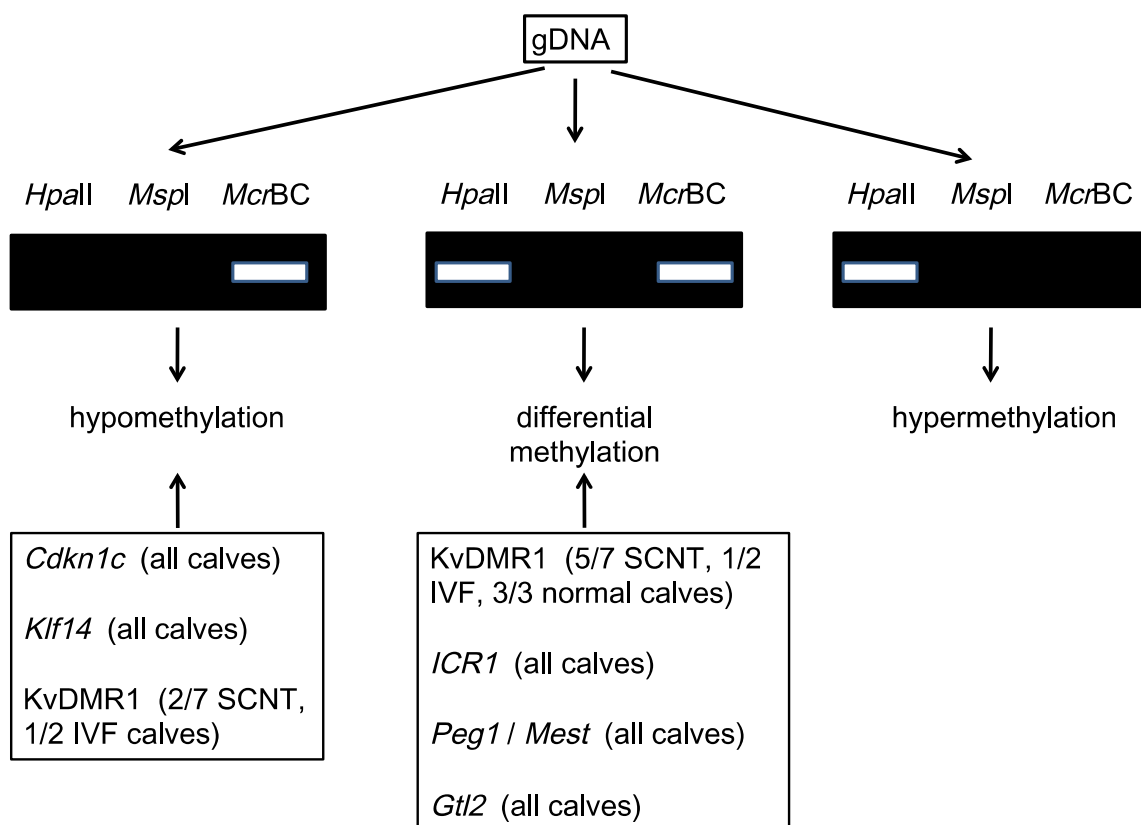 gDNA
HpaII MspI McrBC
HpaII MspI McrBC
HpaII MspI McrBC
hypomethylation
differential
methylation
hypermethylation
Cdkn1c (all calves)
Klf14 (all calves)
KvDMR1 (2/7 SCNT,
1/2 IVF calves)
KvDMR1 (5/7 SCNT, 1/2
IVF, 3/3 normal calves)
ICR1 (all calves)
Peg1 / Mest (all calves)
Gtl2 (all calves)